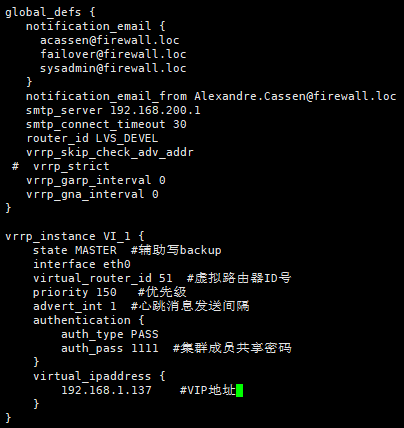 global_defs {
   notification_email {
     acassen@firewall.loc
     failover@firewall.loc
     sysadmin@firewall.loc
   }
   notification_email_from Alexandre.Cassen@firewall.loc
   smtp_server 192.168.200.1
   smtp_connect_timeout 30
   router_id LVS_DEVEL
   vrrp_skip_check_adv_addr
 #  vrrp_strict
   vrrp_garp_interval 0
   vrrp_gna_interval 0
}
vrrp_instance VI_1 {
    state MASTER  #辅助写backup
    interface eth0
    virtual_router_id 51  #虚拟路由器ID号
    priority 150   #优先级
    advert_int 1  #心跳消息发送间隔
    authentication {
        auth_type PASS
        auth_pass 1111  #集群成员共享密码
    }
    virtual_ipaddress {
        192.168.1.137    #VIP地址
    }
}